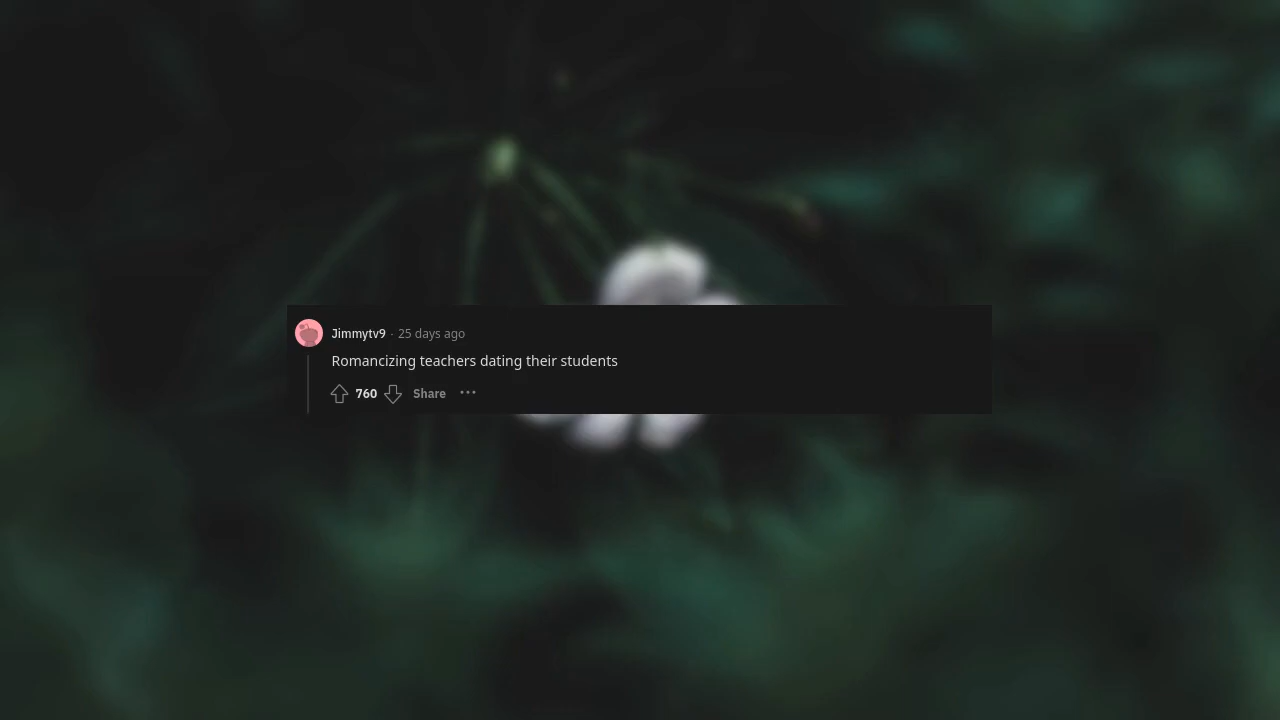 Jimmytv9 · 25 days ago
Romancizing teachers dating their students
760 Share ···